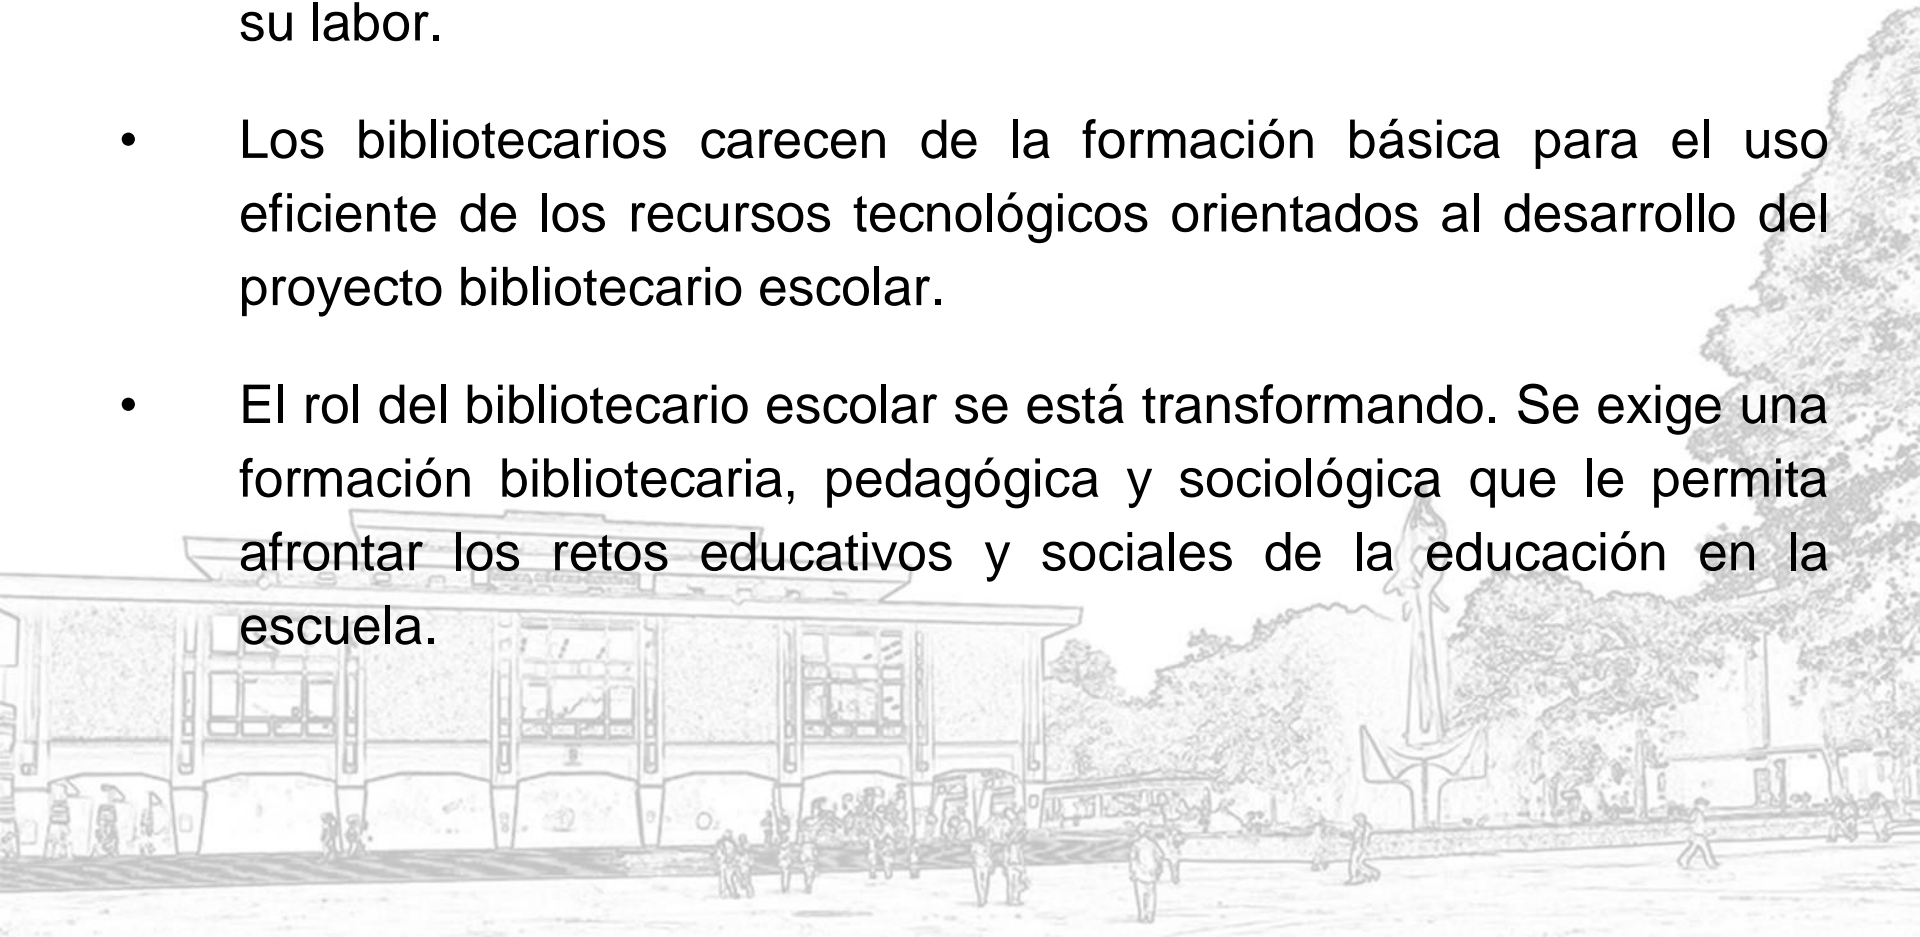 su labor.
• Los bibliotecarios carecen de la formación básica para el uso
eficiente de los recursos tecnológicos orientados al desarrollo del
proyecto bibliotecario escolar.
• El rol del bibliotecario escolar se está transformando. Se exige una
formación bibliotecaria, pedagógica y sociológica que le permita
afrontar los retos educativos y sociales de la educación en la
escuela.